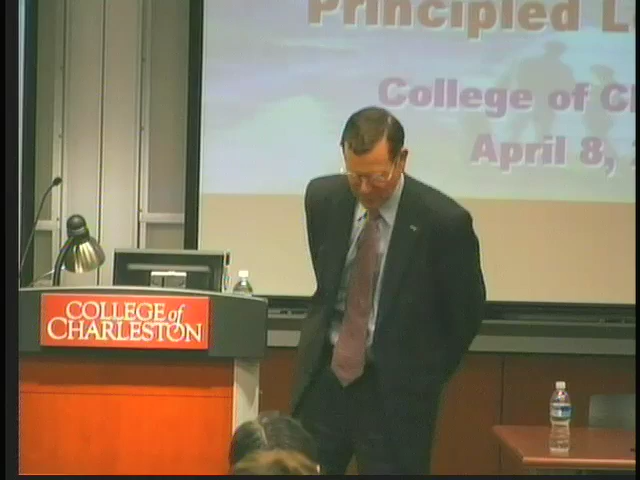 Principled L
College of C
April 8,
COLLEGE of
CHARLESTON